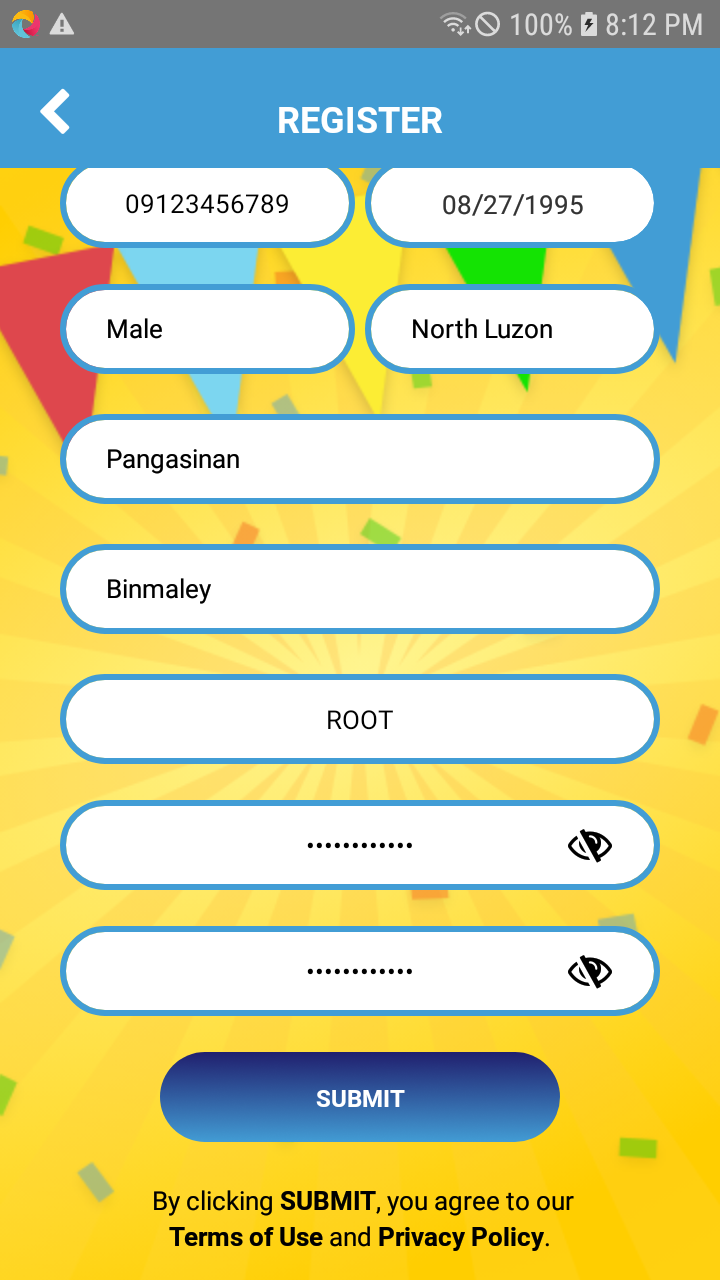 100% 8:12 PM
REGISTER
09123456789 08/27/1995
Male North Luzon
Pangasinan
Binmaley
ROOT
••••••••••••
••••••••••••
SUBMIT
By clicking SUBMIT, you agree to our
Terms of Use and Privacy Policy.